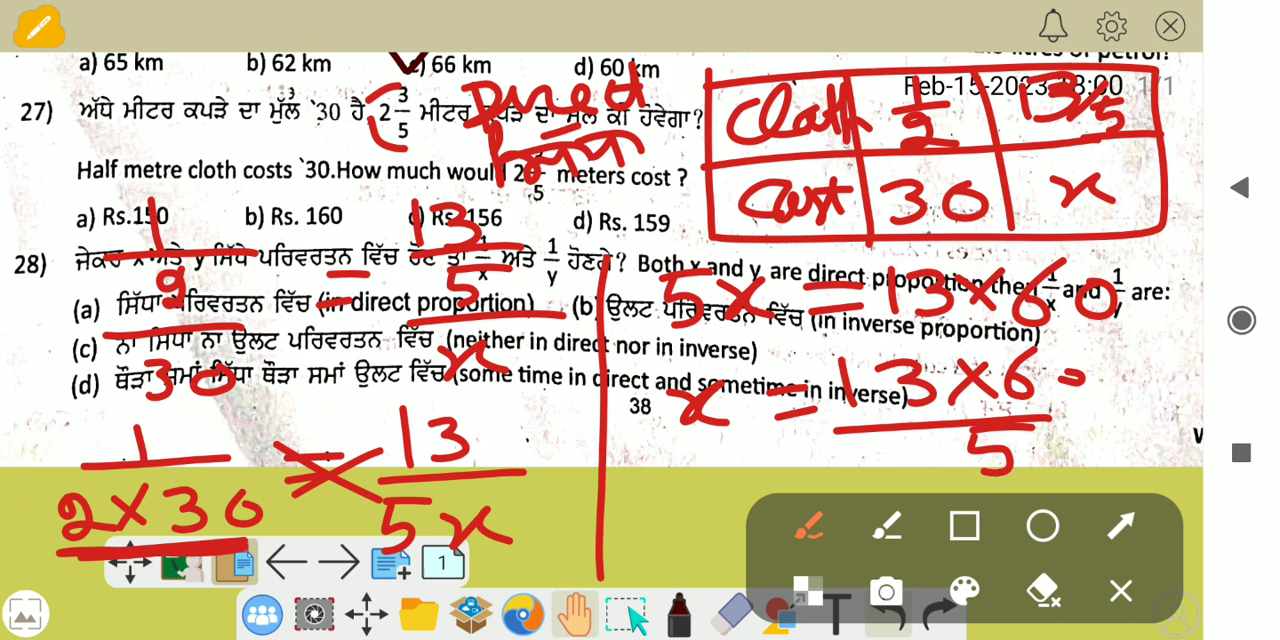 a) 65 km b) 62 km c) 66 km d) 60 km
Feb-15-2023 18:00 1/1
27) ਅੱਧੇ ਮੀਟਰ ਕਪੜੇ ਦਾ ਮੁੱਲ `30 ਹੈ, 2 3/5 ਮੀਟਰ ਕਪੜੇ ਦਾ ਮੁੱਲ ਕੀ ਹੋਵੇਗਾ?
Direct
Cloth 1/2 13/5
Cost 30 x
Half metre cloth costs `30.How much would 2 3/5 meters cost ?
a) Rs.150 b) Rs. 160 c) Rs. 156 d) Rs. 159
28) ਜੇਕਰ x ਅਤੇ y ਸਿੱਧੇ ਪਰਿਵਰਤਨ ਵਿੱਚ ਹੋਣ ਤਾਂ 1/x ਅਤੇ 1/y ਹੋਣਗੇ? Both x and y are direct proportion then 1/x and 1/y are:
(a) ਸਿੱਧਾ ਪਰਿਵਰਤਨ ਵਿੱਚ (in direct proportion) (b) ਉਲਟ ਪਰਿਵਰਤਨ ਵਿੱਚ (in inverse proportion)
(c) ਨਾ ਸਿੱਧਾ ਨਾ ਉਲਟ ਪਰਿਵਰਤਨ ਵਿੱਚ (neither in direct nor in inverse)
(d) ਥੌੜਾ ਸਮਾਂ ਸਿੱਧਾ ਥੌੜਾ ਸਮਾਂ ਉਲਟ ਵਿੱਚ (some time in direct and sometime in inverse)
38
1/2 / 30 = 13/5 / x
1/2×30 = 13/5x
5x = 13×60
x = 13×60/5
1
T